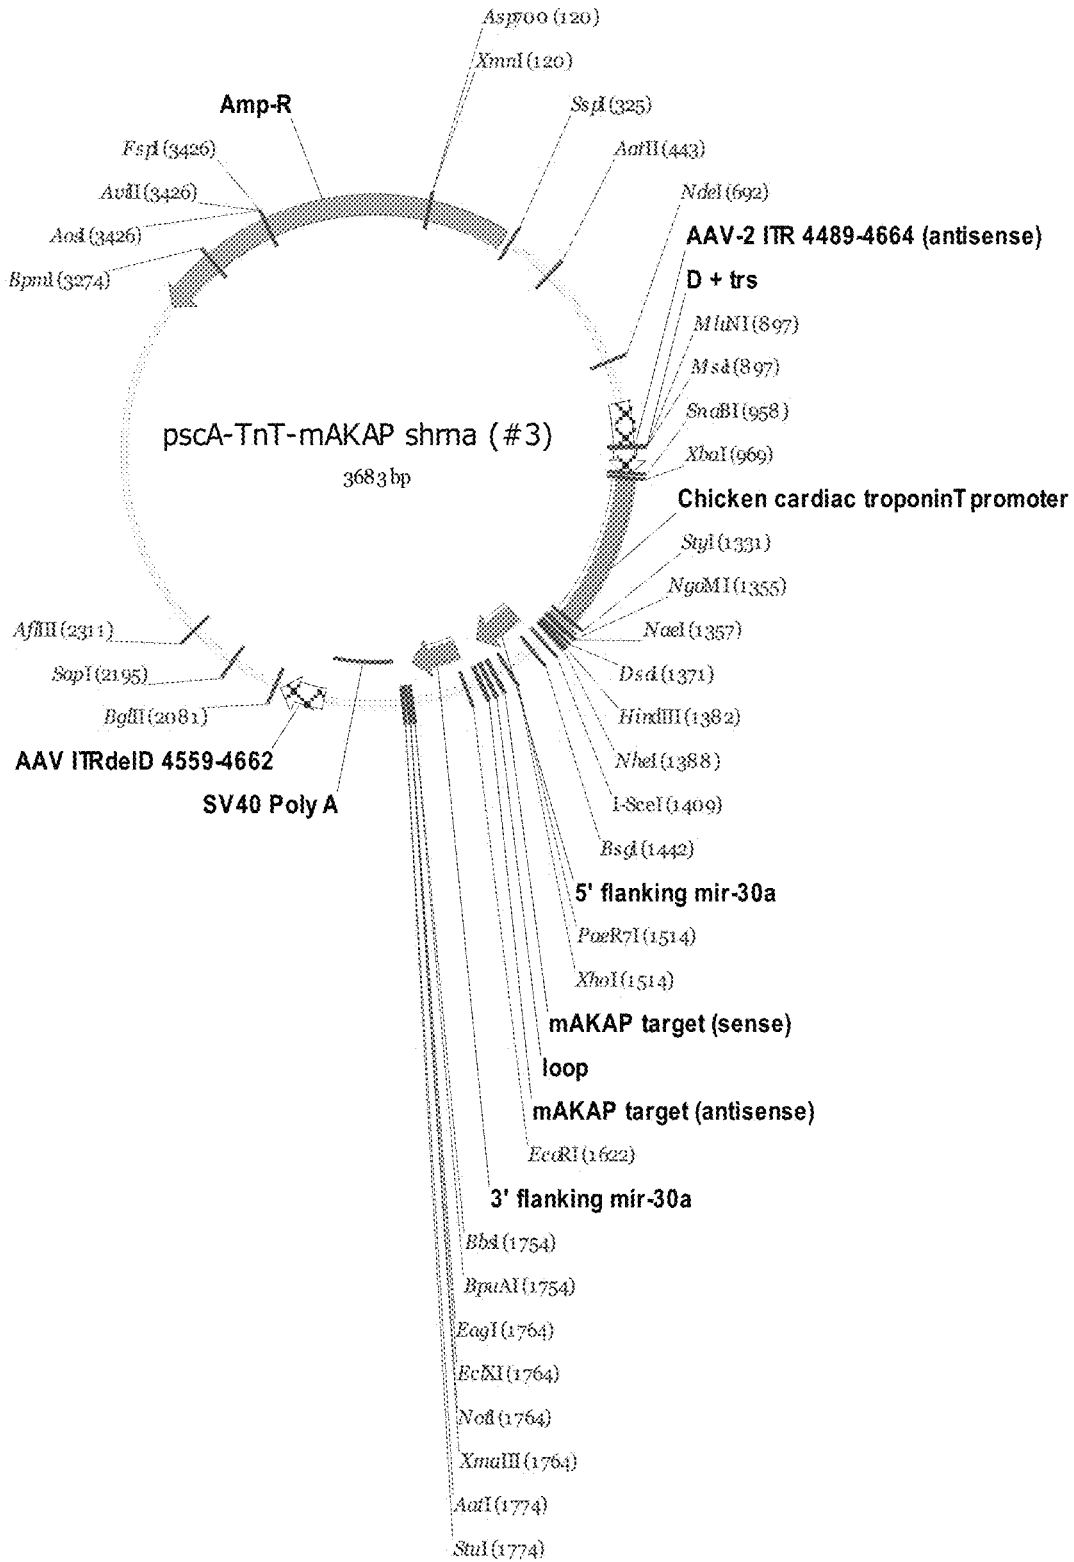 Asp700 (120)
XmnI (120)
SspI (325)
AatII (443)
NdeI (692)
AAV-2 ITR 4489-4664 (antisense)
D + trs
MluNI (897)
MscI (897)
SnaBI (958)
XbaI (969)
Chicken cardiac troponinT promoter
StyI (1331)
NgoMI (1355)
NaeI (1357)
DsaI (1371)
HindIII (1382)
NheI (1388)
I-SceI (1409)
BsgI (1442)
5' flanking mir-30a
PaeR7I (1514)
XhoI (1514)
mAKAP target (sense)
loop
mAKAP target (antisense)
EcoRI (1622)
3' flanking mir-30a
BbsI (1754)
BpuAI (1754)
EagI (1764)
EclXI (1764)
NotI (1764)
XmaIII (1764)
AatI (1774)
StuI (1774)
SV40 Poly A
AAV ITRdelD 4559-4662
BglII (2081)
SapI (2195)
AflIII (2311)
BpmI (3274)
AosI (3426)
AviII (3426)
FspI (3426)
Amp-R
pscA-TnT-mAKAP shrna (#3)
3683 bp